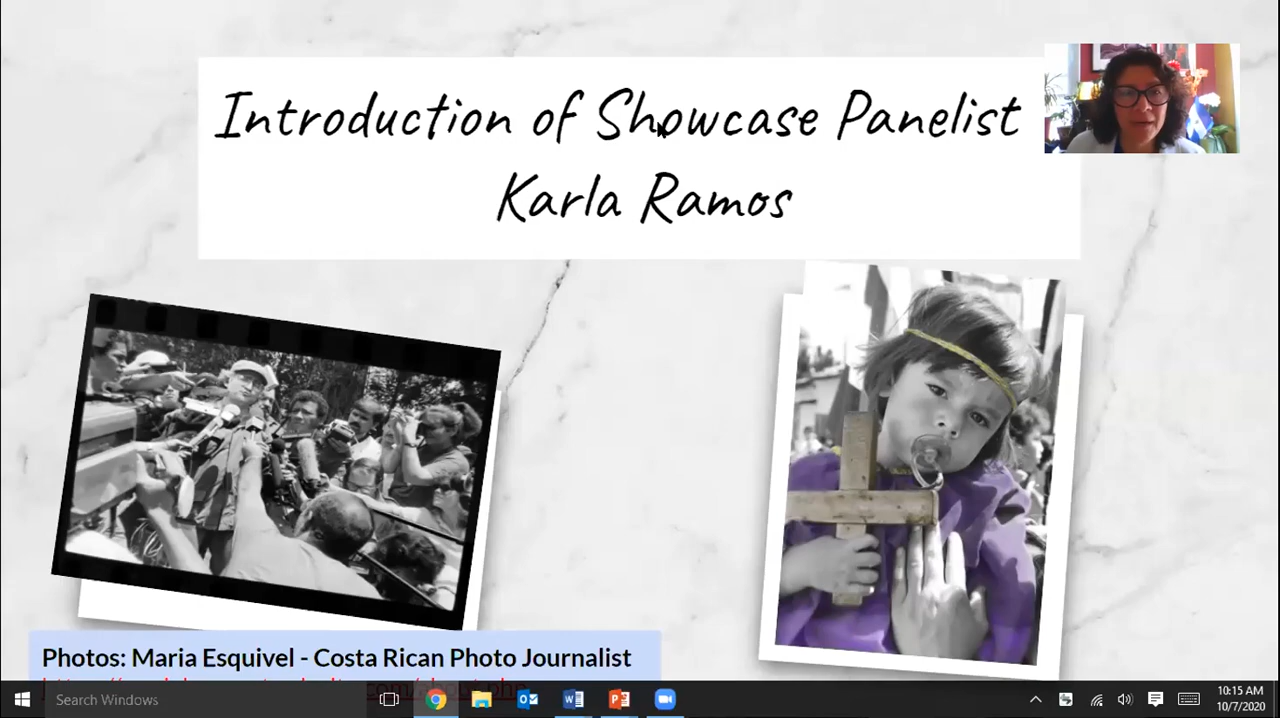 Introduction of Showcase Panelist
Karla Ramos
Photos: Maria Esquivel - Costa Rican Photo Journalist
Search Windows
10:15 AM
10/7/2020